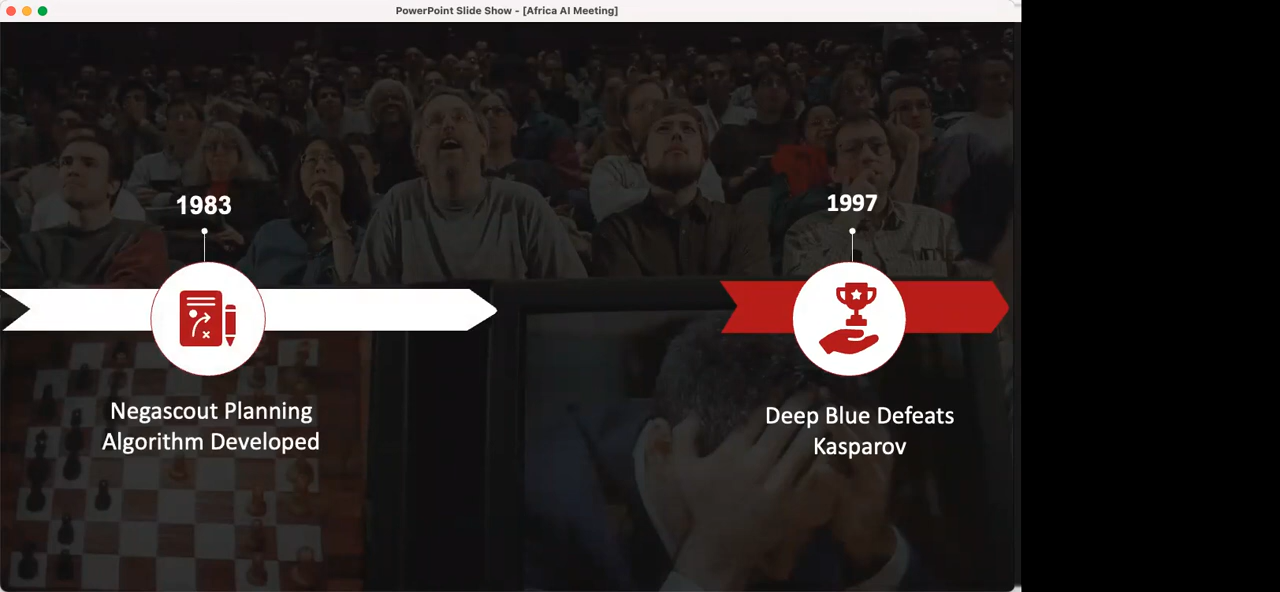 PowerPoint Slide Show - [Africa AI Meeting]
1983
1997
Negascout Planning
Algorithm Developed
Deep Blue Defeats
Kasparov